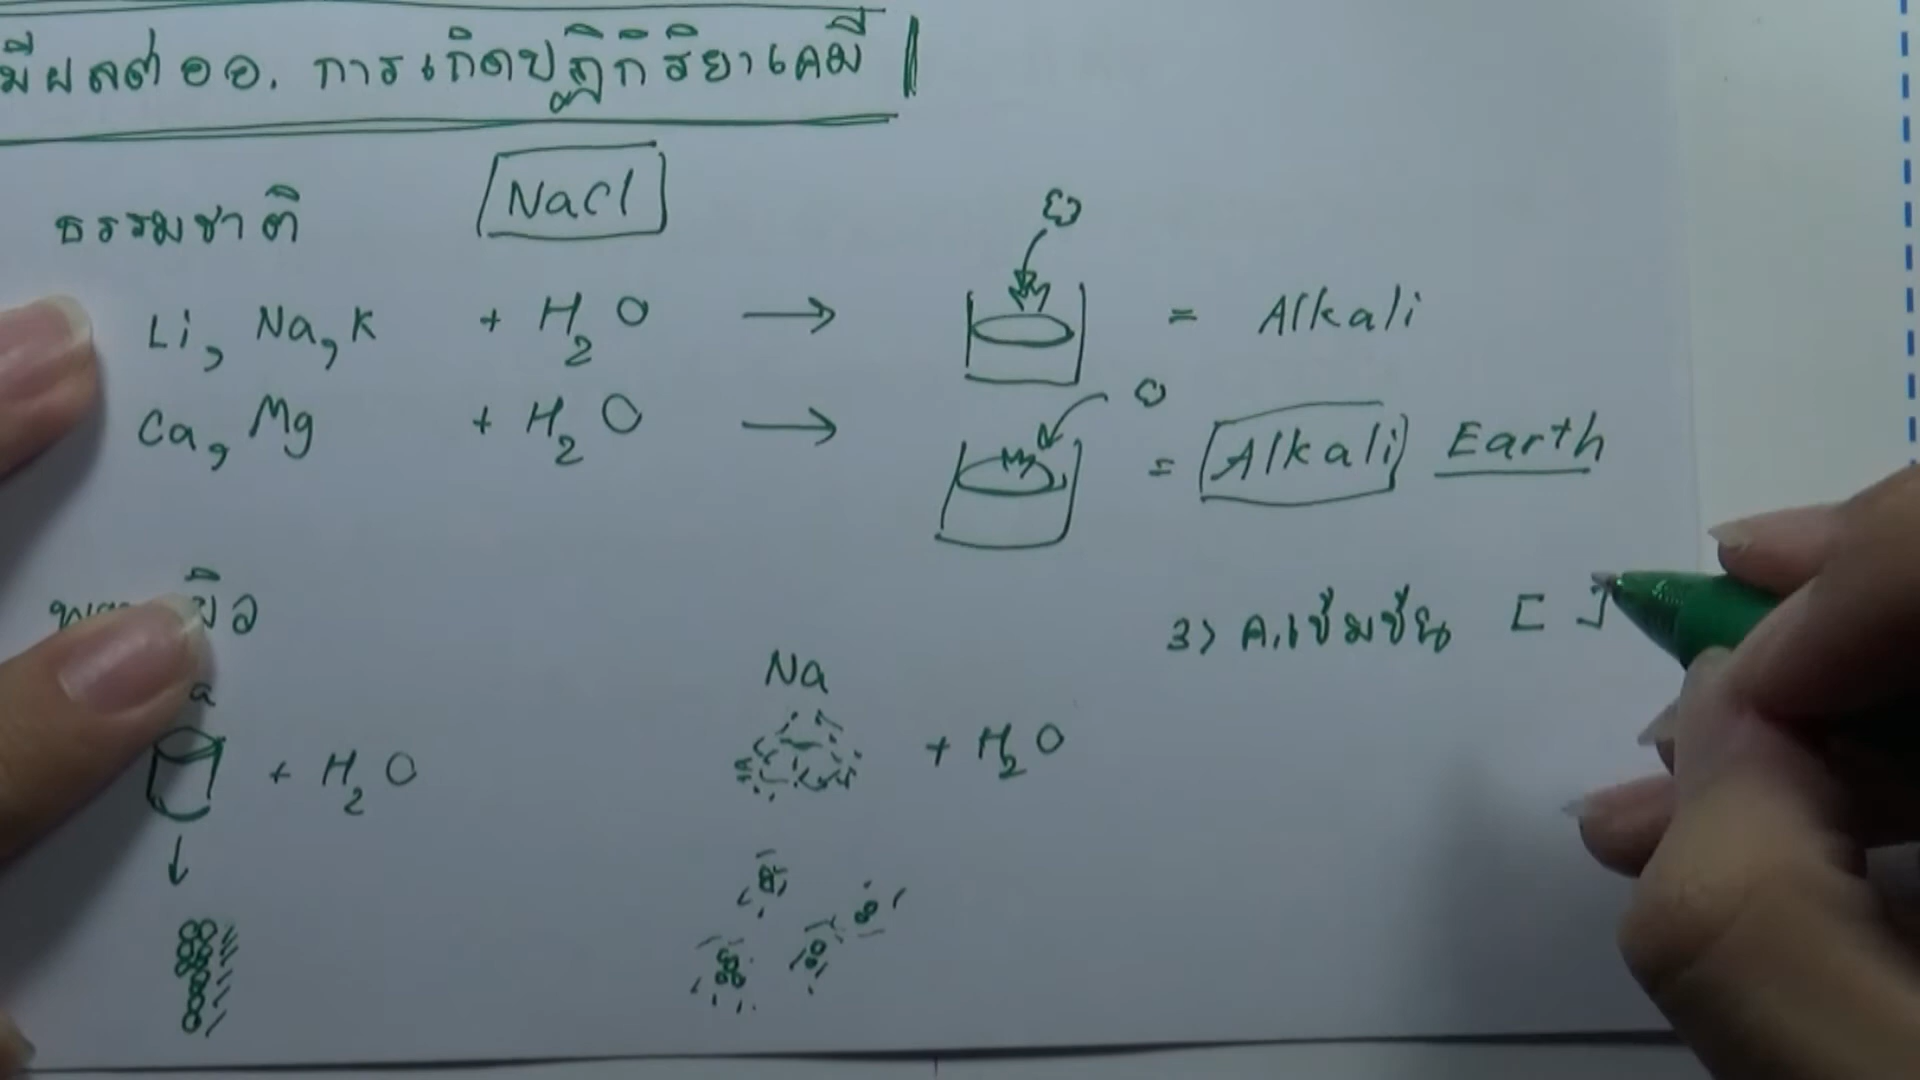 มีผลต่ออ. การเกิดปฏิกิริยาเคมี
ธรรมชาติ NaCl
Li, Na, K + H2O → = Alkali
Ca, Mg + H2O → = Alkali Earth
3) ค.เข้มข้น [ ]
Na
a + H2O
+ H2O